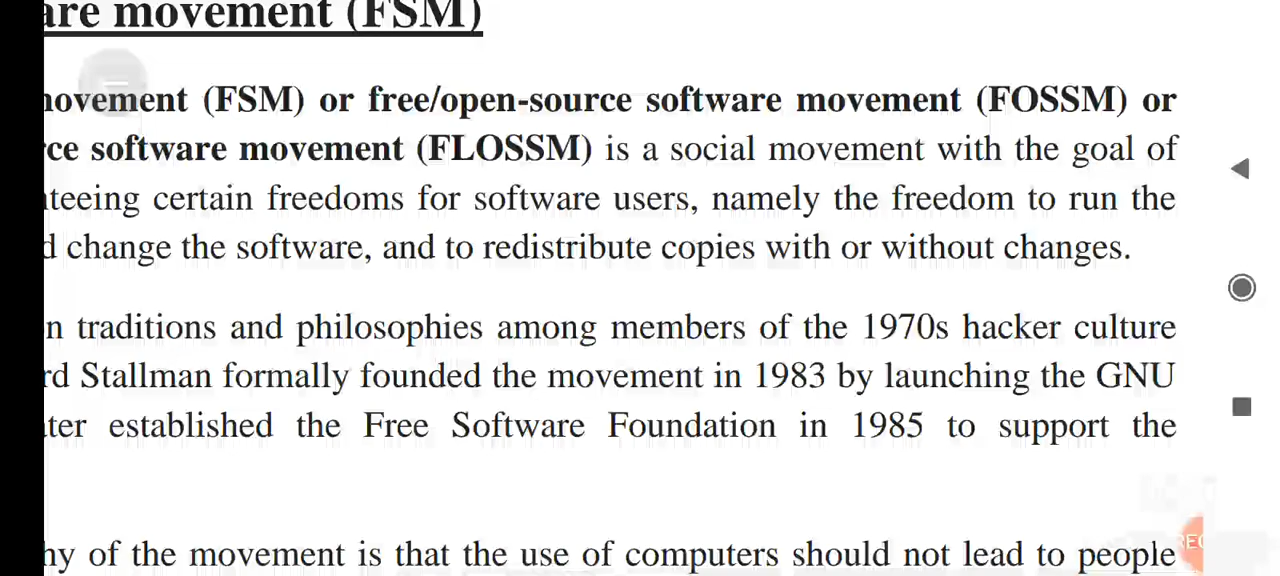 are movement (FSM)
movement (FSM) or free/open-source software movement (FOSSM) or
rce software movement (FLOSSM) is a social movement with the goal of
nteeing certain freedoms for software users, namely the freedom to run the
d change the software, and to redistribute copies with or without changes.
n traditions and philosophies among members of the 1970s hacker culture
rd Stallman formally founded the movement in 1983 by launching the GNU
ter established the Free Software Foundation in 1985 to support the
hy of the movement is that the use of computers should not lead to people